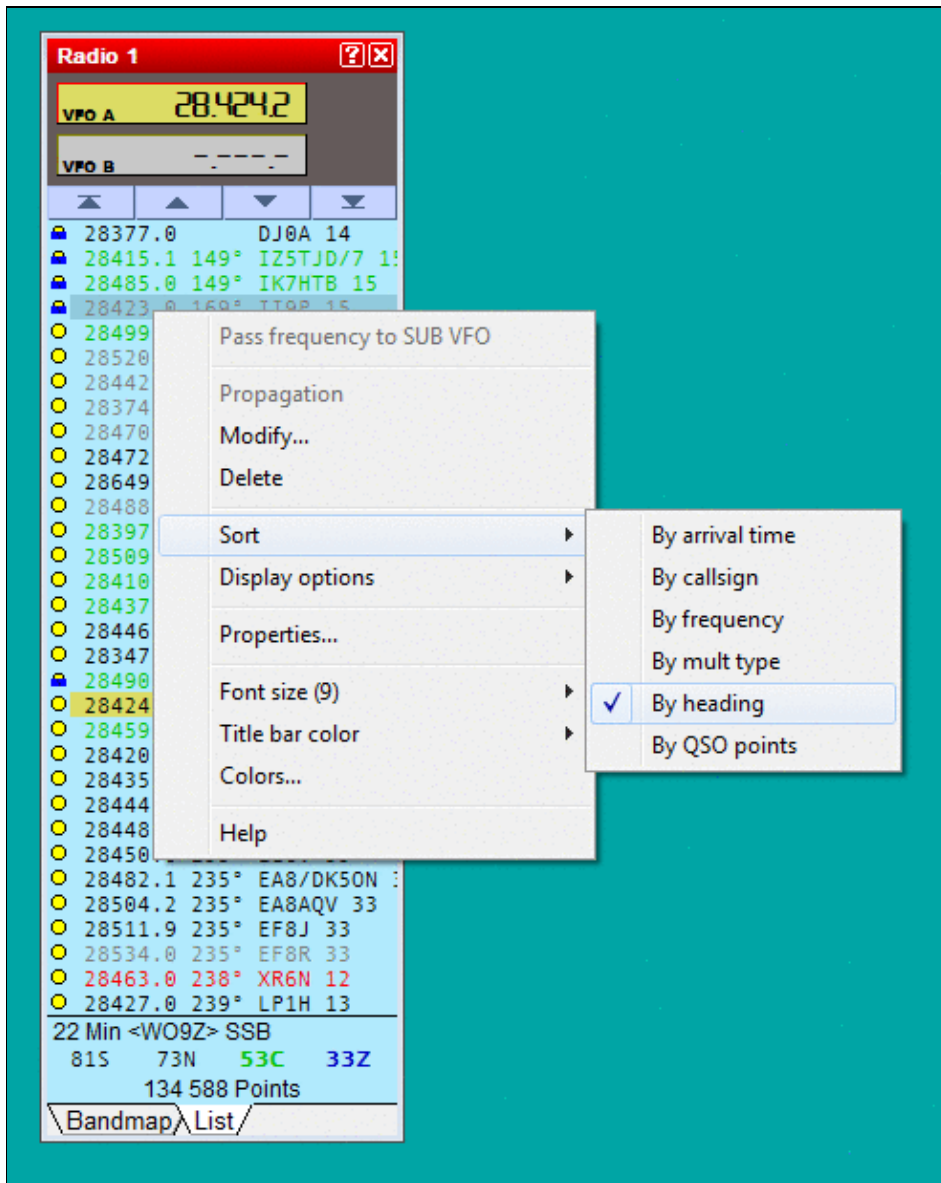 Radio 1
VFO A 28.424.2
VFO B -.---.-
28377.0 DJ0A 14
28415.1 149° IZ5TJD/7 15
28485.0 149° IK7HTB 15
28423.0 169° IT9P 15
28499
28520
28442
28374
28470
28472
28649
28488
28397
28509
28410
28437
28446
28347
28490
28424
28459
28420
28435
28444
28448
28450
28482.1 235° EA8/DK5ON
28504.2 235° EA8AQV 33
28511.9 235° EF8J 33
28534.0 235° EF8R 33
28463.0 238° XR6N 12
28427.0 239° LP1H 13
22 Min <WO9Z> SSB
81S 73N 53C 33Z
134 588 Points
Bandmap List
Pass frequency to SUB VFO
Propagation
Modify...
Delete
Sort
Display options
Properties...
Font size (9)
Title bar color
Colors...
Help
By arrival time
By callsign
By frequency
By mult type
By heading
By QSO points